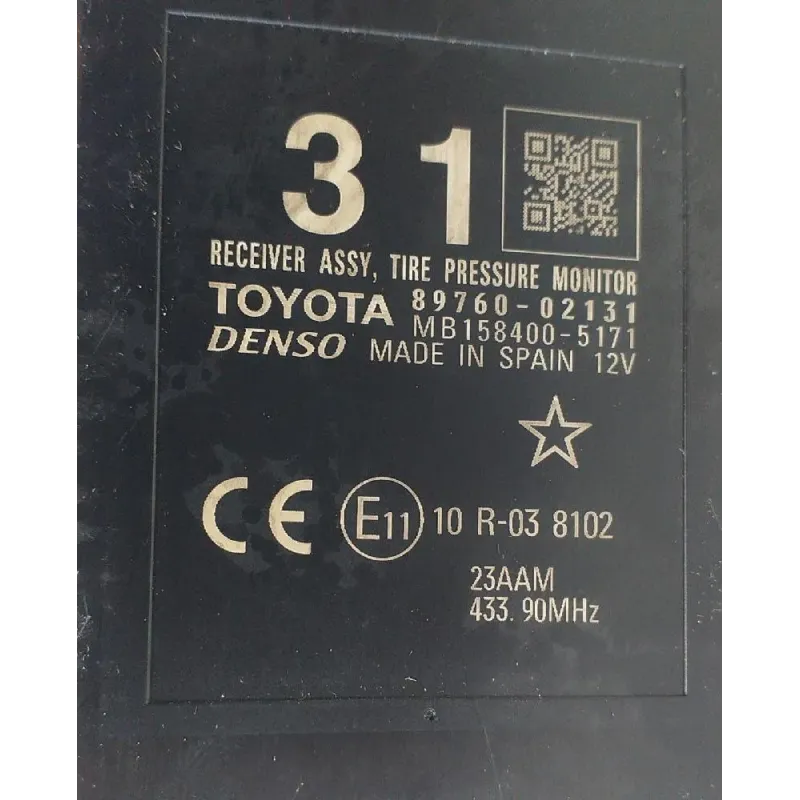 31
RECEIVER ASSY, TIRE PRESSURE MONITOR
TOYOTA 89760-02131
MB158400-5171
DENSO MADE IN SPAIN 12V
CE E11 10 R-03 8102
23AAM
433.90MHz